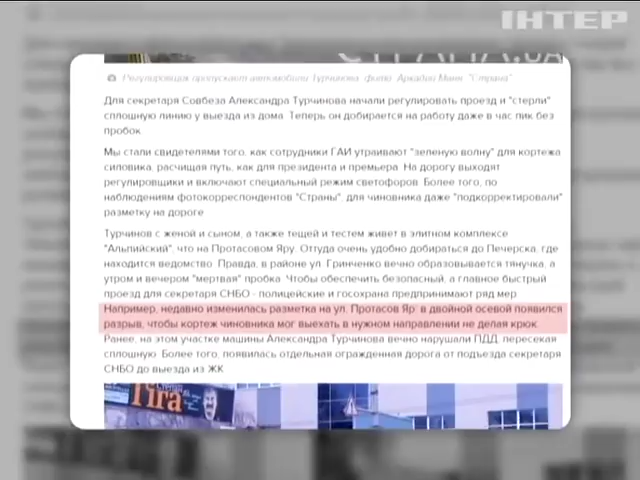 ІНТЕР
СТРАНА.UA
Регулировщик пропускает автомобили Турчинова, фото: Аркадий Манн, "Страна"
Для секретаря Совбеза Александра Турчинова начали регулировать проезд и "стерли"
сплошную линию у выезда из дома. Теперь он добирается на работу даже в час пик без
пробок
Мы стали свидетелями того, как сотрудники ГАИ утраивают "зеленую волну" для кортежа
силовика, расчищая путь, как для президента и премьера. На дорогу выходят
регулировщики и включают специальный режим светофоров. Более того, по
наблюдениям фотокорреспондентов "Страны", для чиновника даже "подкорректировали"
разметку на дороге
Турчинов с женой и сыном, а также тещей и тестем живет в элитном комплексе
"Альпийский", что на Протасовом Яру. Оттуда очень удобно добираться до Печерска, где
находится ведомство. Правда, в районе ул. Гринченко вечно образовывается тянучка, а
утром и вечером "мертвая" пробка. Чтобы обеспечить безопасный, а главное быстрый
проезд для секретаря СНБО - полицейские и госохрана предпринимают ряд мер
Например, недавно изменилась разметка на ул. Протасов Яр: в двойной осевой появился
разрыв, чтобы кортеж чиновника мог выехать в нужном направлении не делая крюк.
Ранее, на этом участке машины Александра Турчинова вечно нарушали ПДД, пересекая
сплошную. Более того, появилась отдельная огражденная дорога от подъезда секретаря
СНБО до выезда из ЖК
Гига